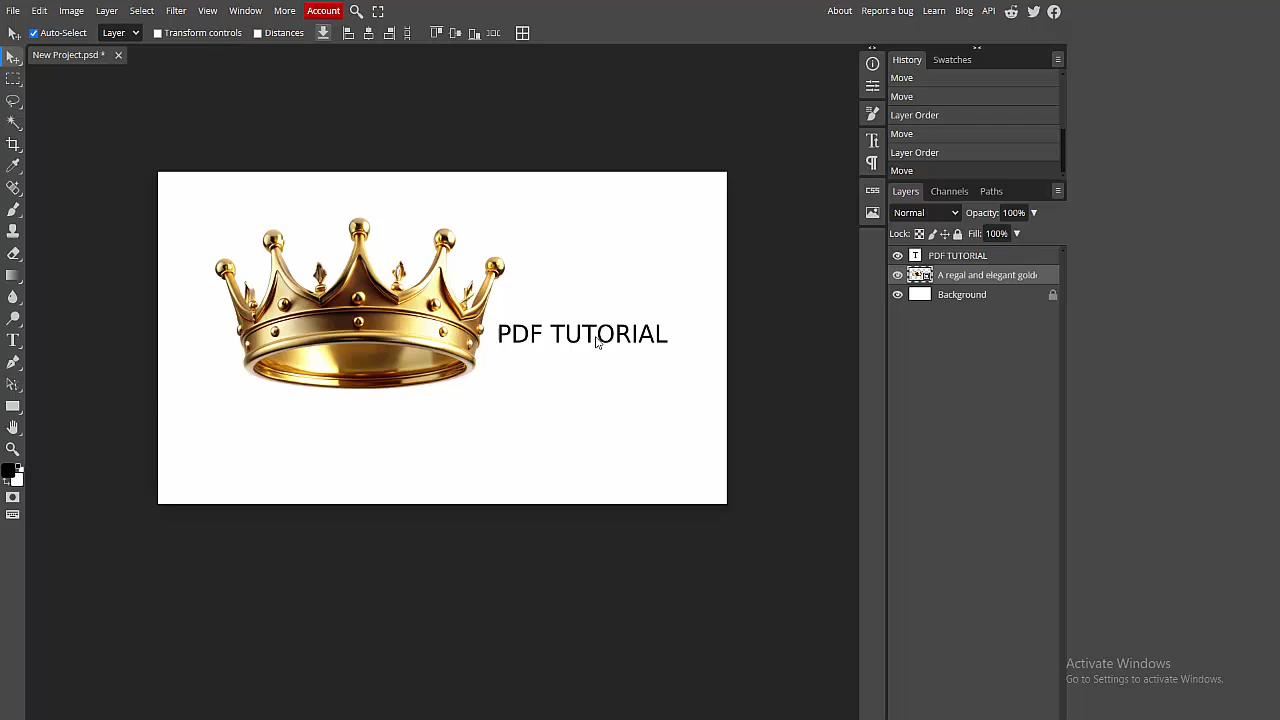 File Edit Image Layer Select Filter View Window More Account About Report a bug Learn Blog API
Auto-Select Layer Transform controls Distances
New Project.psd *
History Swatches
Move
Move
Layer Order
Move
Layer Order
Move
Layers Channels Paths
Normal Opacity: 100%
Lock: Fill: 100%
PDF TUTORIAL
A regal and elegant golde
Background
CSS
PDF TUTORIAL
Activate Windows
Go to Settings to activate Windows.